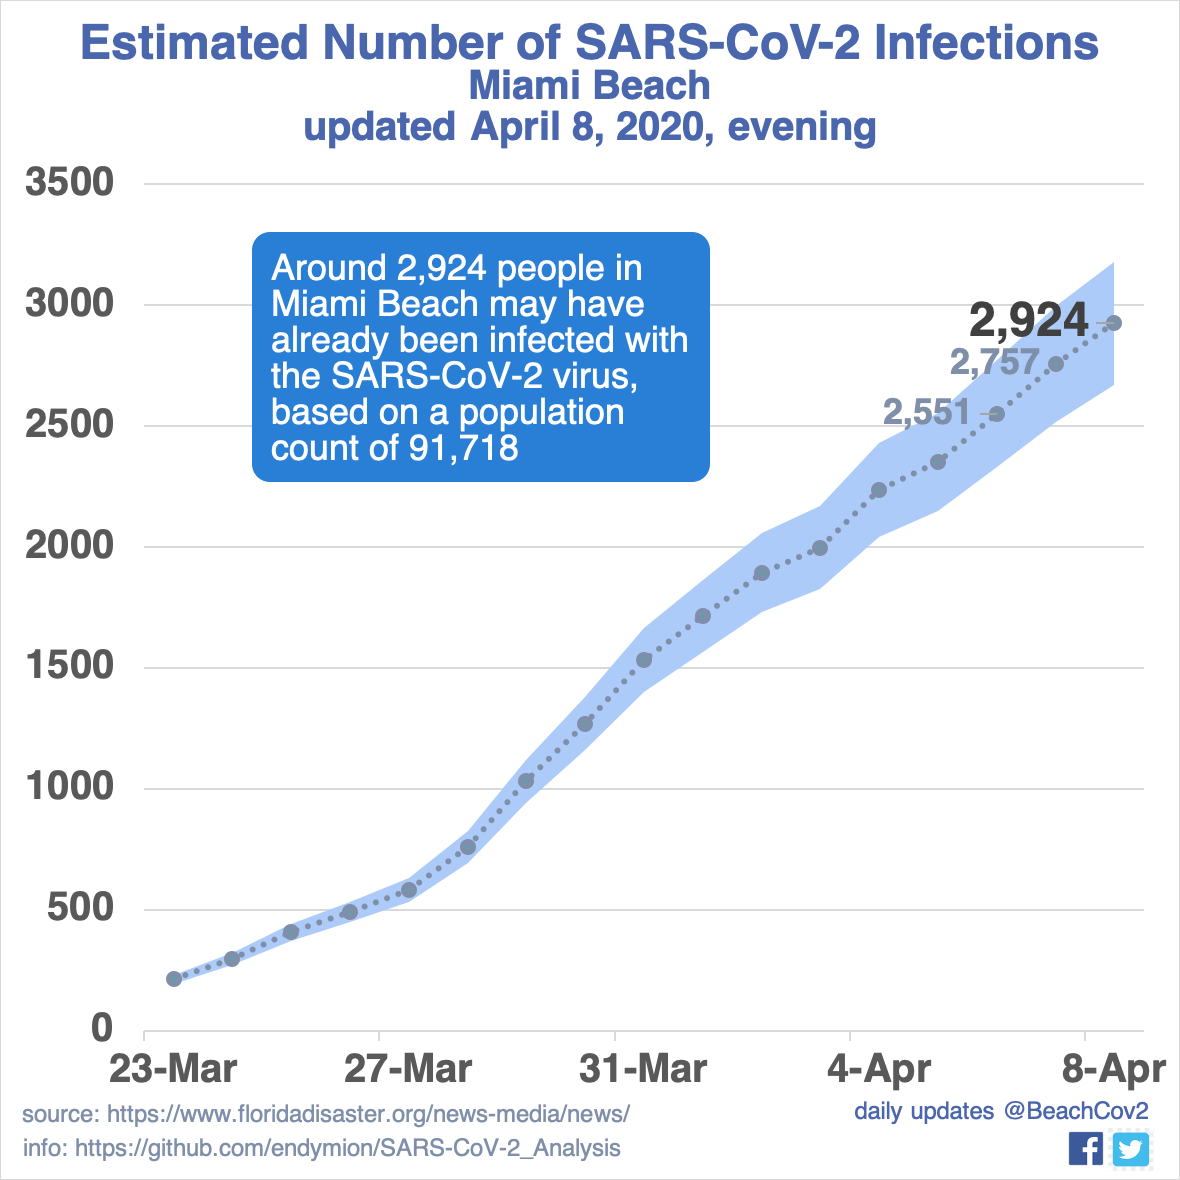 Estimated Number of SARS-CoV-2 Infections
Miami Beach
updated April 8, 2020, evening
3500
Around 2,924 people in
Miami Beach may have
already been infected with
the SARS-CoV-2 virus,
based on a population
count of 91,718
3000
2,924
2,757
2,551
2500
2000
1500
1000
500
0
23-Mar 27-Mar 31-Mar 4-Apr 8-Apr
source: https://www.floridadisaster.org/news-media/news/
daily updates @BeachCov2
info: https://github.com/endymion/SARS-CoV-2_Analysis